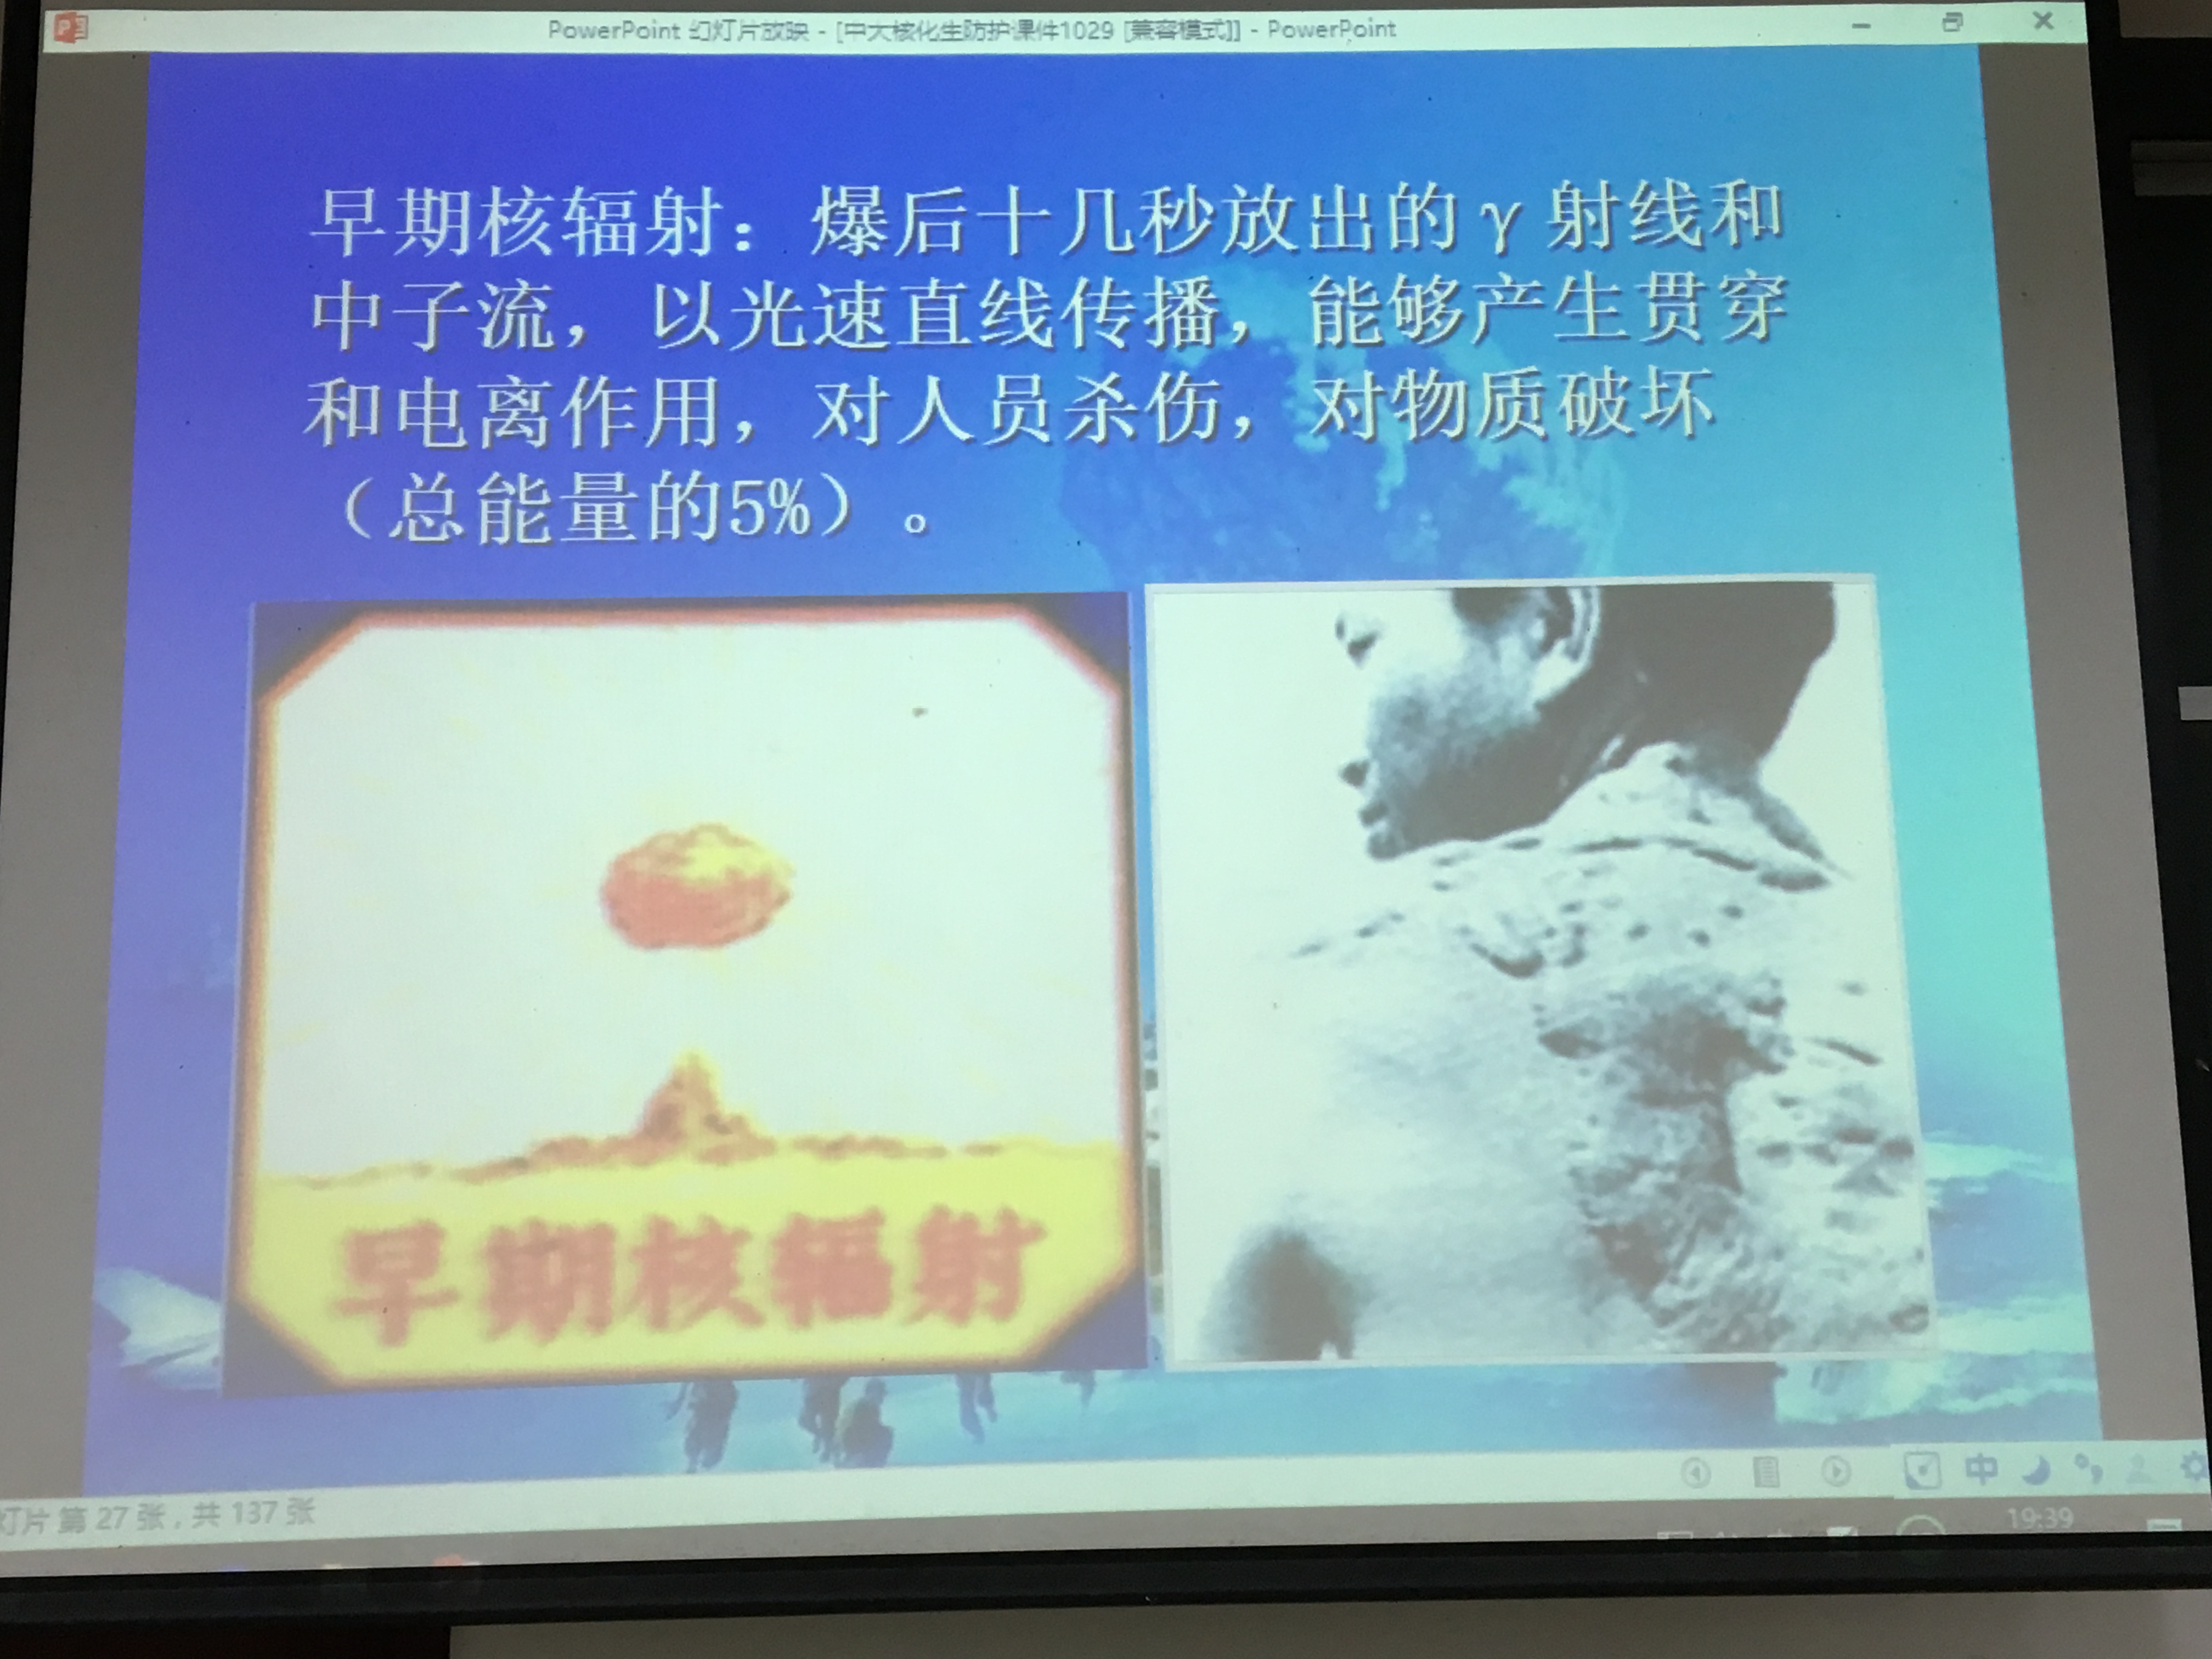 PowerPoint 幻灯片放映 - [中大核化生防护课件1029 [兼容模式]] - PowerPoint
早期核辐射：爆后十几秒放出的γ射线和
中子流，以光速直线传播，能够产生贯穿
和电离作用，对人员杀伤，对物质破坏
（总能量的5%）。
早期核辐射
灯片 第 27 张，共 137 张
中
19:39